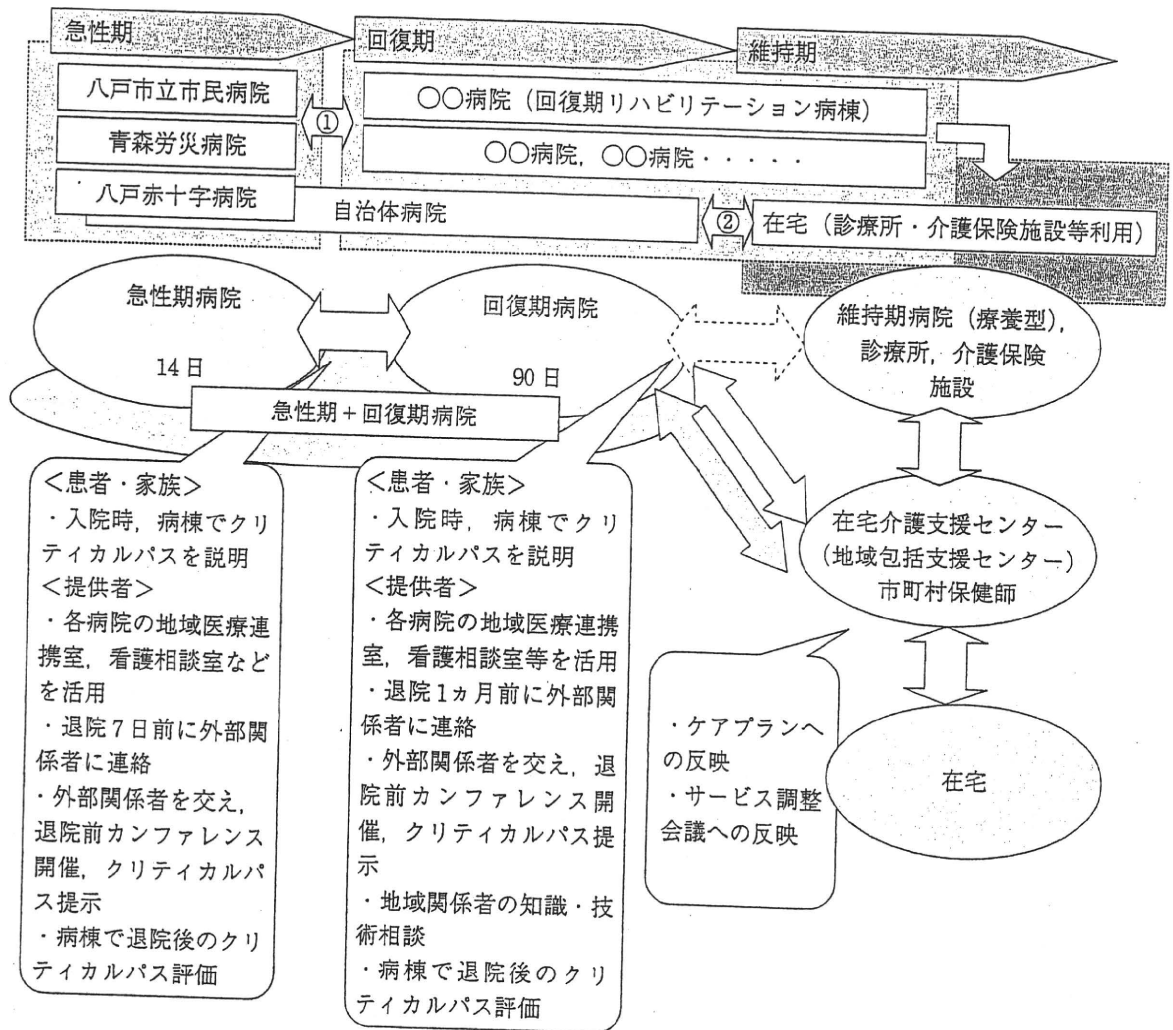 急性期
回復期
維持期
八戸市立市民病院
青森労災病院
八戸赤十字病院
①
〇〇病院（回復期リハビリテーション病棟）
〇〇病院，〇〇病院・・・・・
自治体病院
②
在宅（診療所・介護保険施設等利用）
急性期病院
14日
回復期病院
90日
急性期＋回復期病院
維持期病院（療養型），
診療所，介護保険
施設
＜患者・家族＞
・入院時，病棟でクリ
ティカルパスを説明
＜提供者＞
・各病院の地域医療連
携室，看護相談室など
を活用
・退院7日前に外部関
係者に連絡
・外部関係者を交え，
退院前カンファレンス
開催，クリティカルパ
ス提示
・病棟で退院後のクリ
ティカルパス評価
＜患者・家族＞
・入院時，病棟でクリ
ティカルパスを説明
＜提供者＞
・各病院の地域医療連携
室，看護相談室等を活用
・退院1ヵ月前に外部関
係者に連絡
・外部関係者を交え，退
院前カンファレンス開
催，クリティカルパス提
示
・地域関係者の知識・技
術相談
・病棟で退院後のクリ
ティカルパス評価
在宅介護支援センター
（地域包括支援センター）
市町村保健師
・ケアプランへ
の反映
・サービス調整
会議への反映
在宅